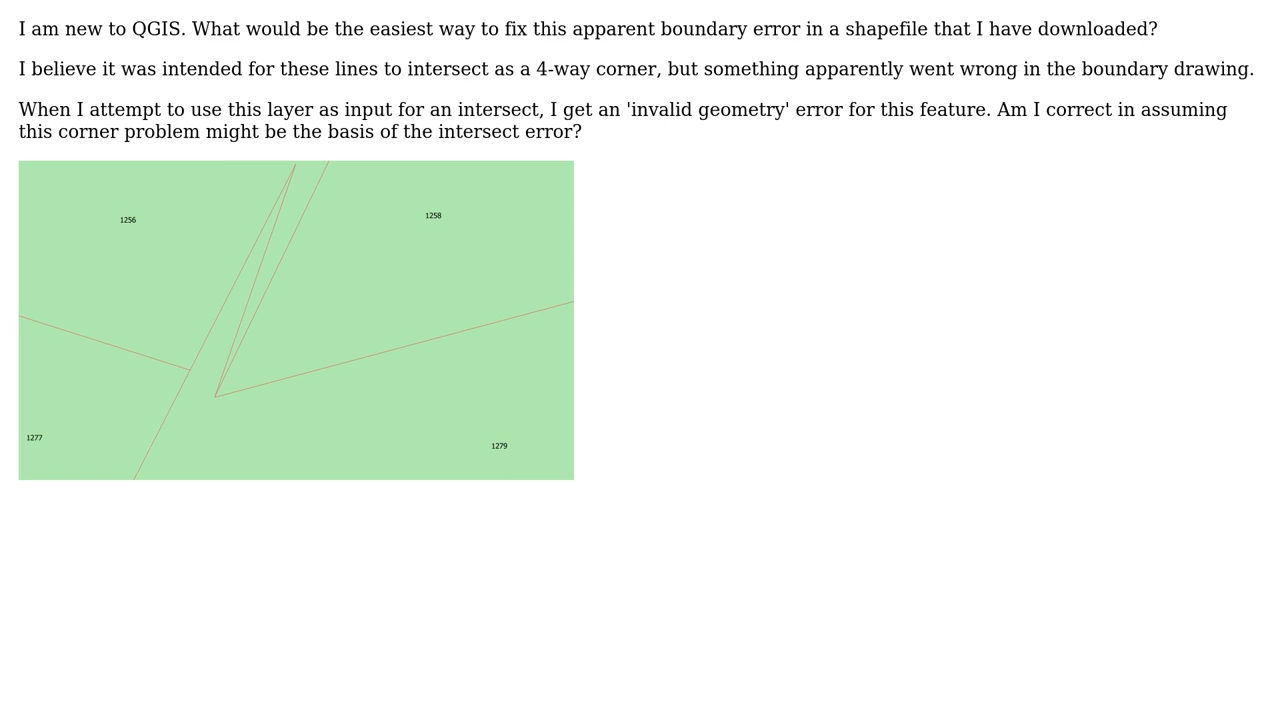 I am new to QGIS. What would be the easiest way to fix this apparent boundary error in a shapefile that I have downloaded?
I believe it was intended for these lines to intersect as a 4-way corner, but something apparently went wrong in the boundary drawing.
When I attempt to use this layer as input for an intersect, I get an 'invalid geometry' error for this feature. Am I correct in assuming
this corner problem might be the basis of the intersect error?
1256
1258
1277
1279